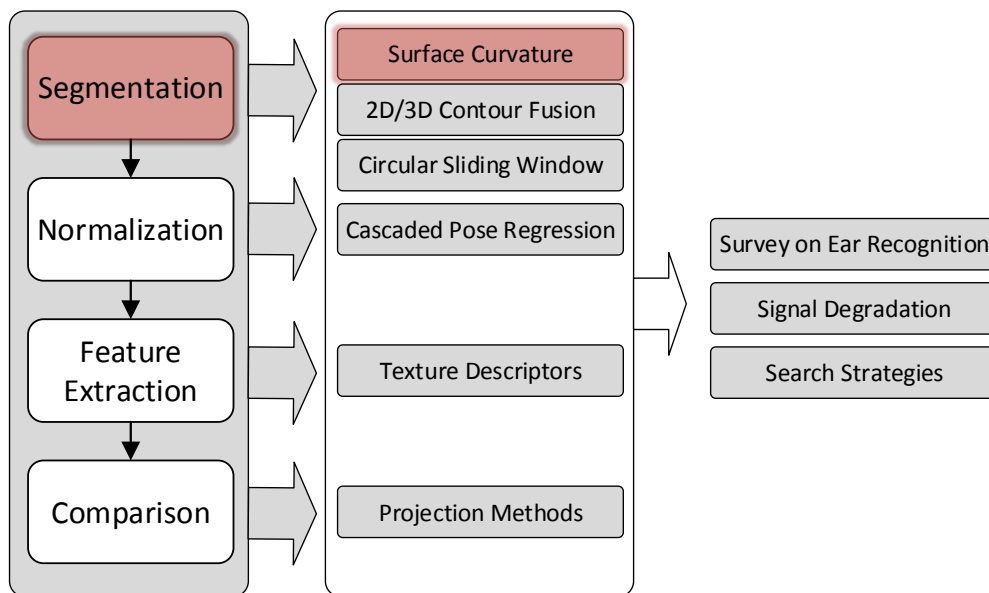 Segmentation
Normalization
Feature
Extraction
Comparison
Surface Curvature
2D/3D Contour Fusion
Circular Sliding Window
Cascaded Pose Regression
Texture Descriptors
Projection Methods
Survey on Ear Recognition
Signal Degradation
Search Strategies